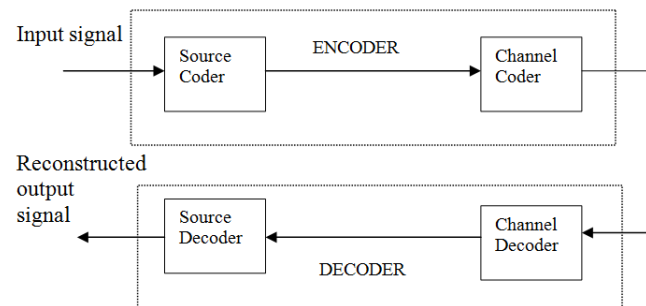 Input signal
Source
Coder
ENCODER
Channel
Coder
Reconstructed
output
signal
Source
Decoder
Channel
Decoder
DECODER